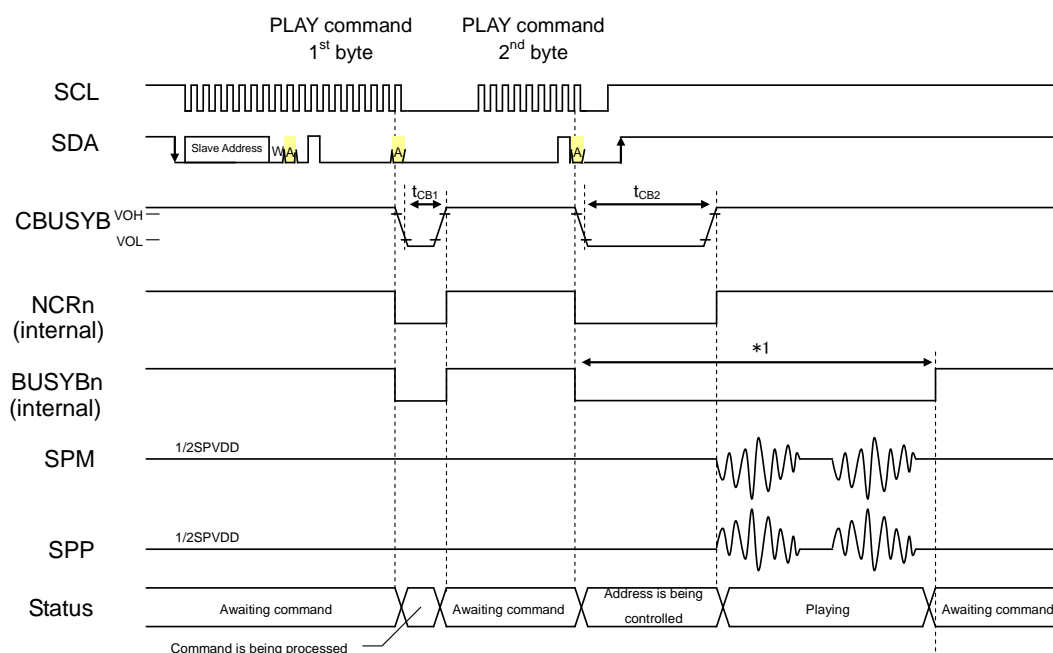 PLAY command
1st byte
PLAY command
2nd byte
SCL
SDA
Slave Address
W
A
A
A
CBUSYB
VOH
VOL
tCB1
tCB2
NCRn
(internal)
*1
BUSYBn
(internal)
SPM
1/2SPVDD
SPP
1/2SPVDD
Status
Awaiting command
Awaiting command
Address is being
controlled
Playing
Awaiting command
Command is being processed